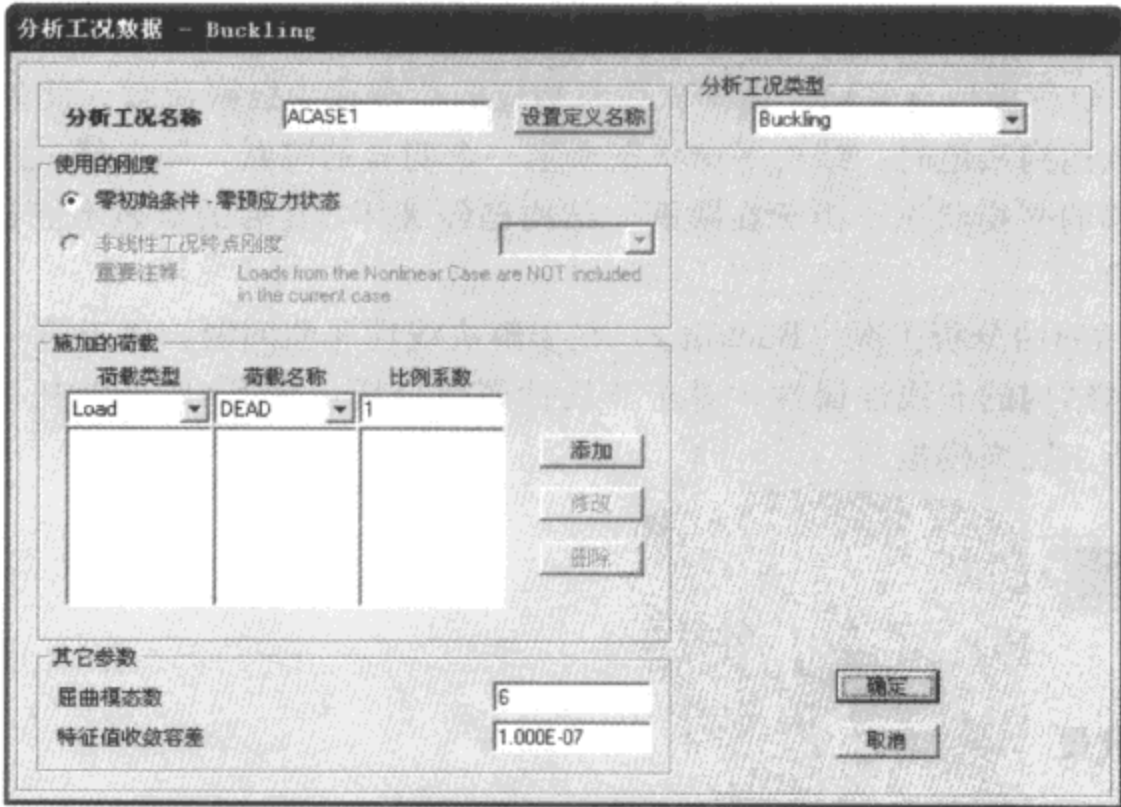 分析工况数据 - Buckling
分析工况名称
ACASE1
设置定义名称
分析工况类型
Buckling
使用的刚度
零初始条件 - 零预应力状态
非线性工况终点刚度
重要注释:
Loads from the Nonlinear Case are NOT included
in the current case
施加的荷载
荷载类型 荷载名称 比例系数
Load DEAD 1
添加
修改
删除
其它参数
屈曲模态数 6
特征值收敛容差 1.000E-07
确定
取消